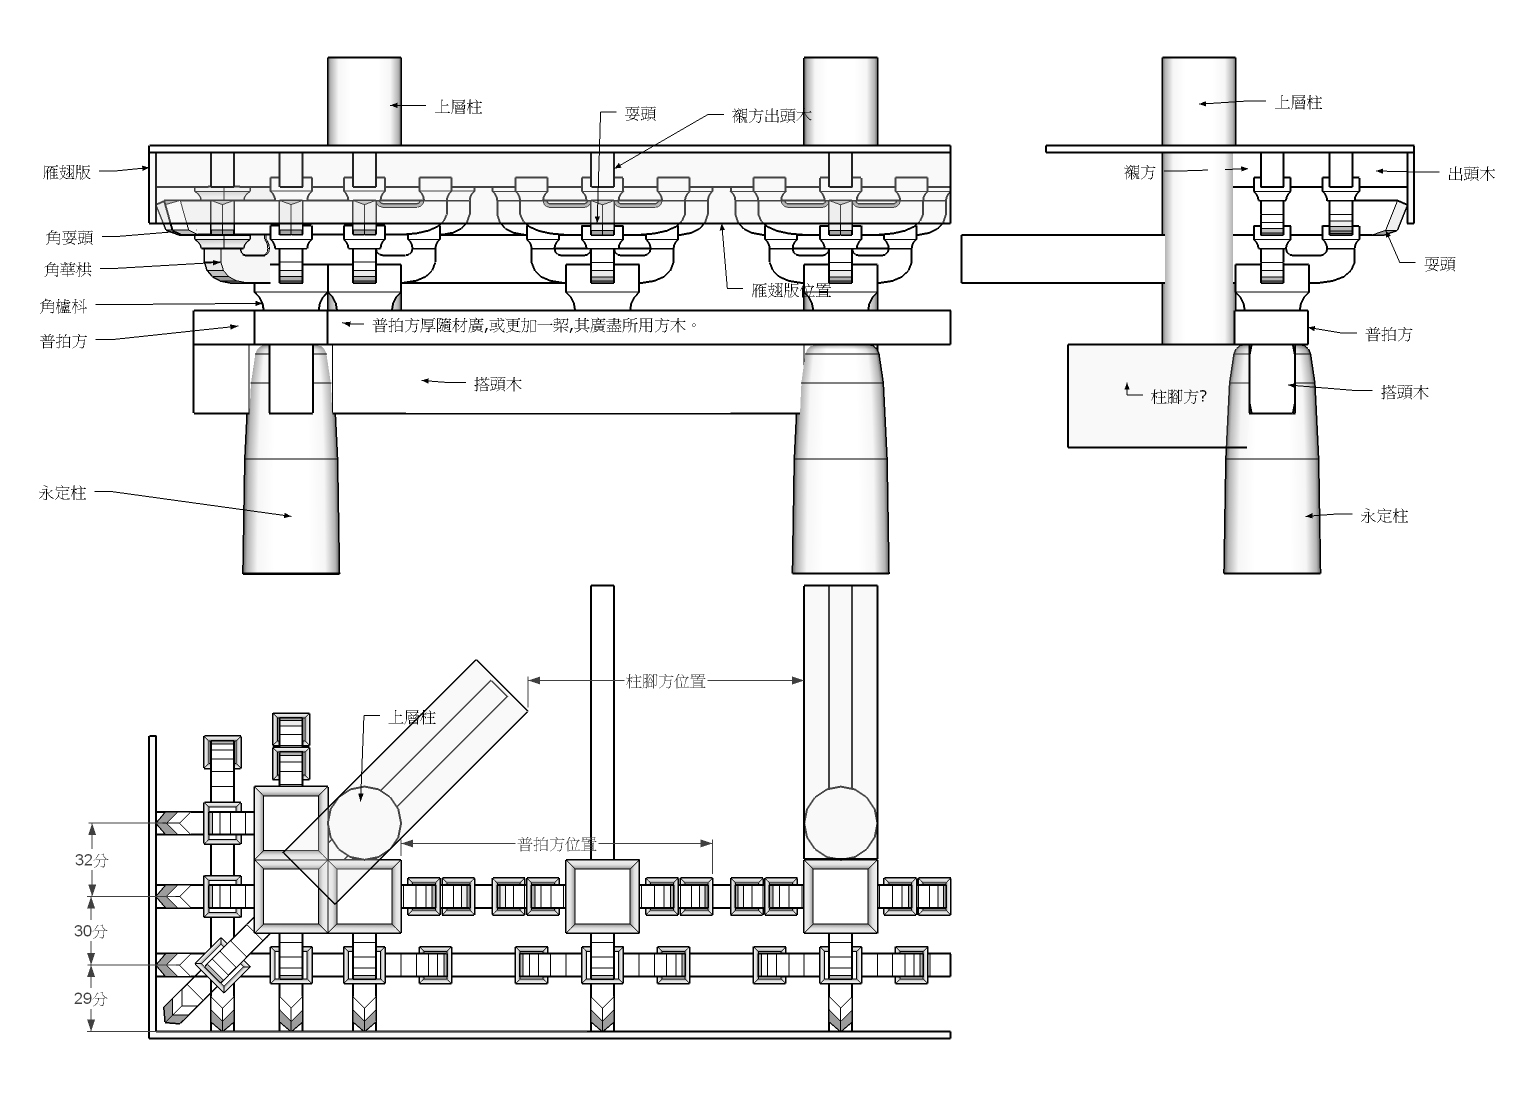 上層柱
耍頭
襯方出頭木
雁翅版
角耍頭
角華栱
角櫨枓
普拍方
普拍方厚隨材廣,或更加一栔,其廣盡所用方木。
雁翅版位置
搭頭木
永定柱
上層柱
襯方
出頭木
耍頭
普拍方
柱腳方?
搭頭木
永定柱
柱腳方位置
上層柱
普拍方位置
32分
30分
29分